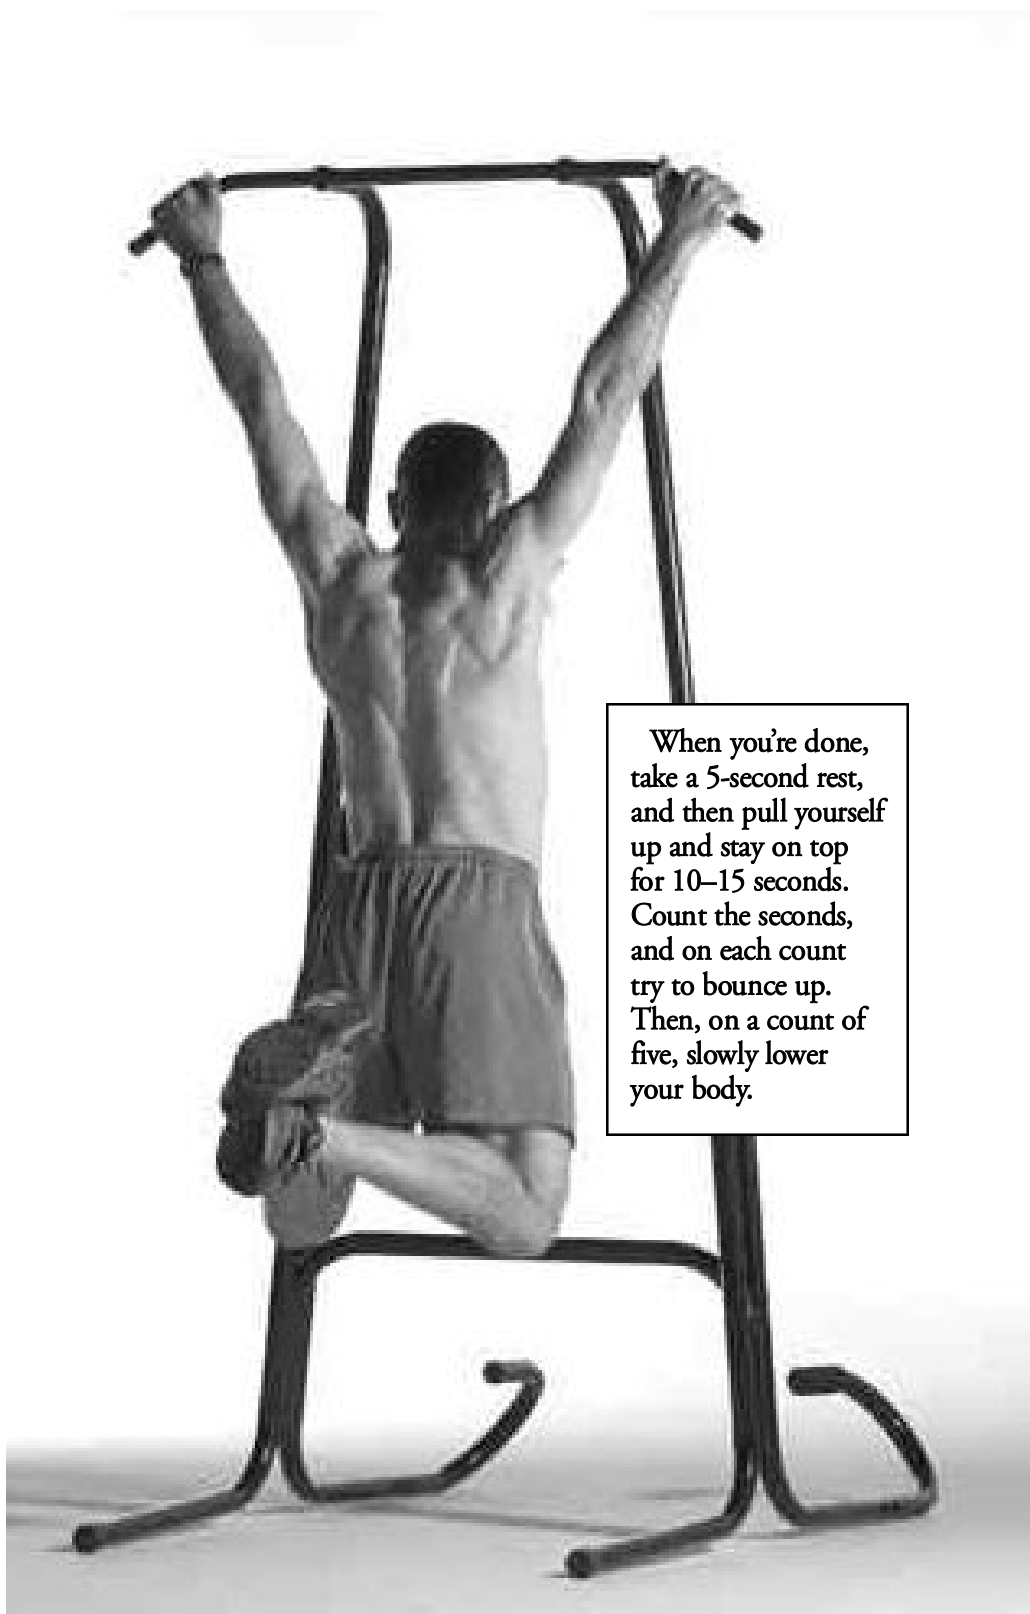 When you're done,
take a 5-second rest,
and then pull yourself
up and stay on top
for 10–15 seconds.
Count the seconds,
and on each count
try to bounce up.
Then, on a count of
five, slowly lower
your body.